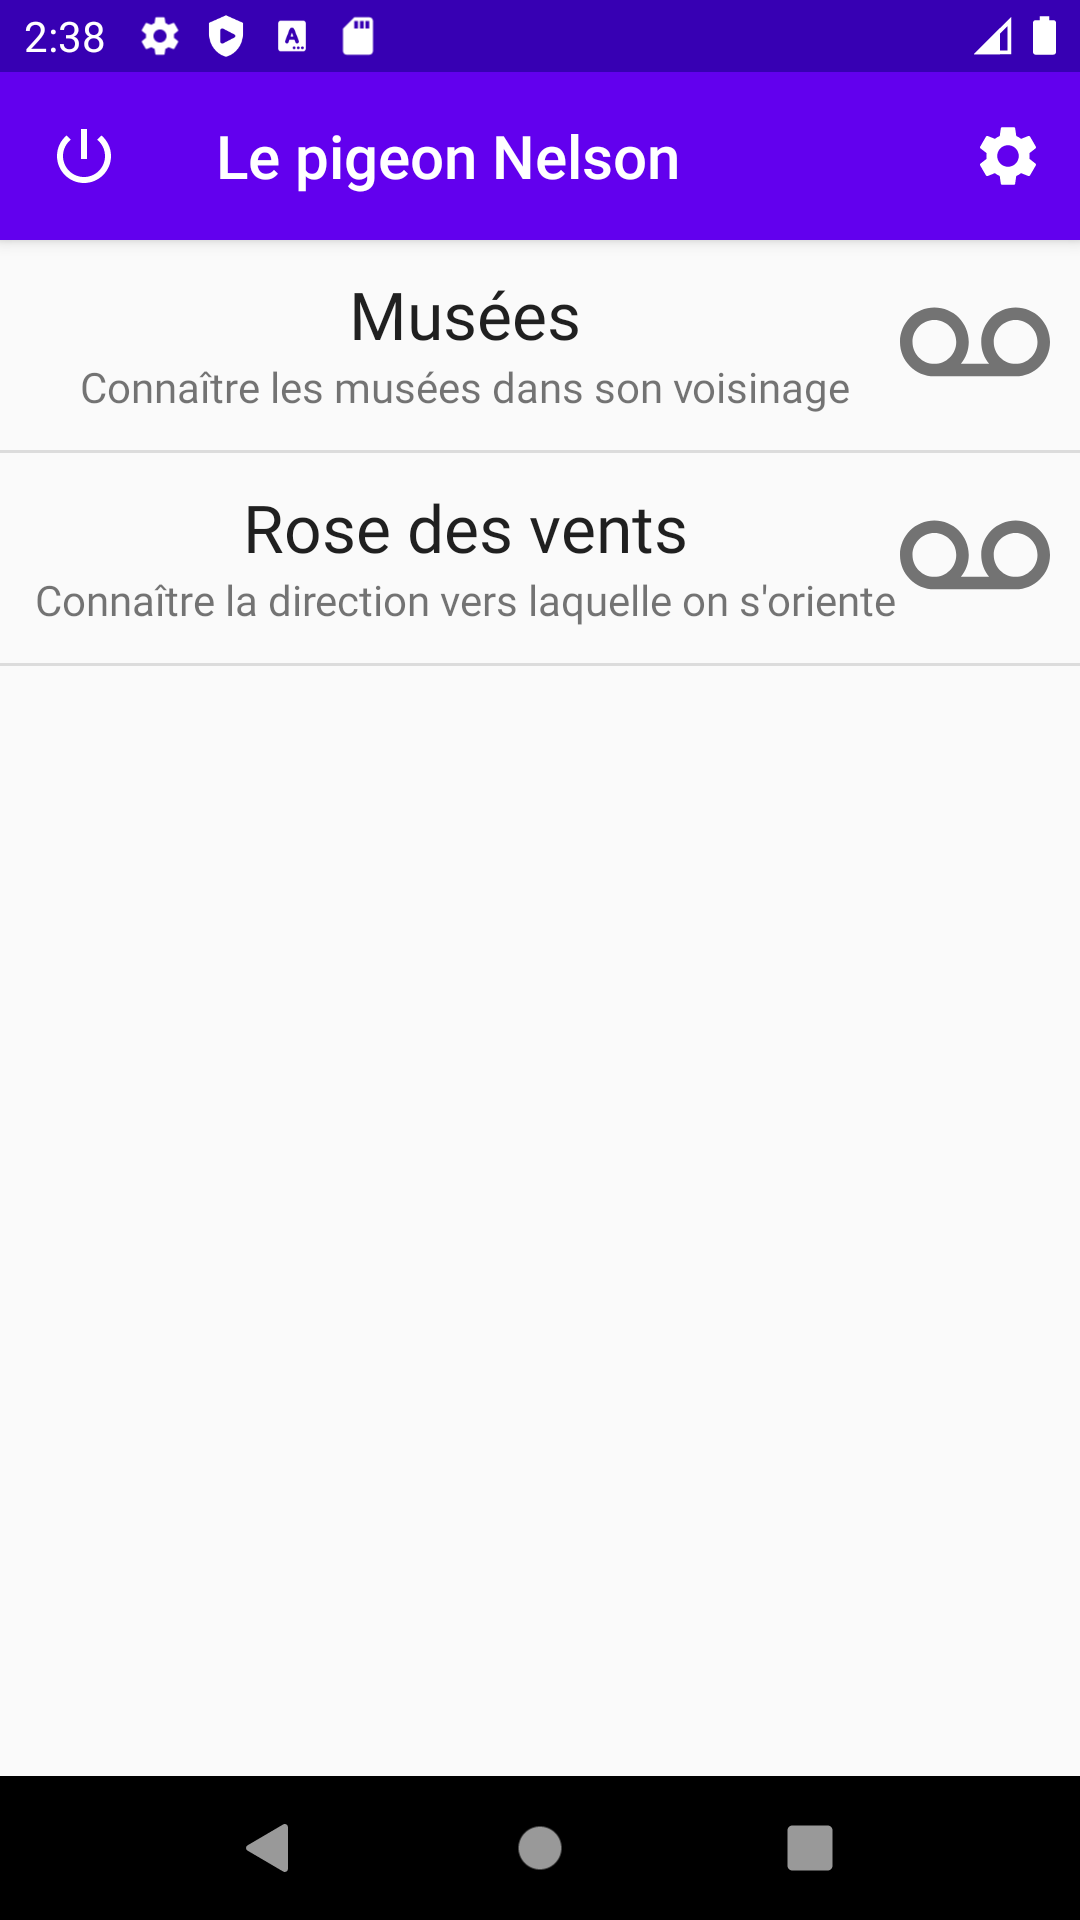 2:38
Le pigeon Nelson
Musées
Connaître les musées dans son voisinage
Rose des vents
Connaître la direction vers laquelle on s'oriente